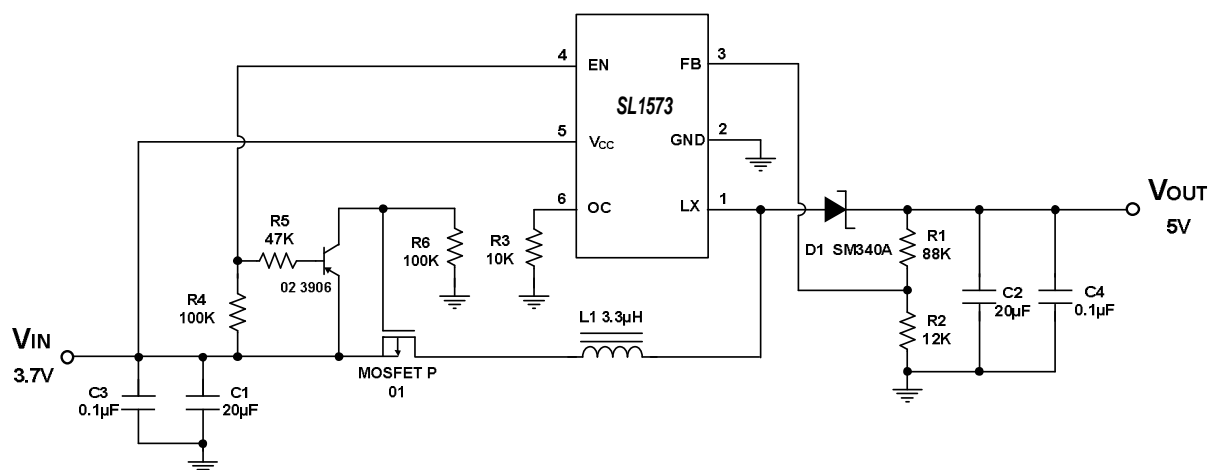 4
EN
FB
3
SL1573
5
VCC
GND
2
6
OC
LX
1
R5
47K
R6
100K
R3
10K
02 3906
R4
100K
VIN
3.7V
C3
0.1µF
C1
20µF
MOSFET P
01
L1 3.3µH
D1 SM340A
R1
88K
R2
12K
C2
20µF
C4
0.1µF
VOUT
5V